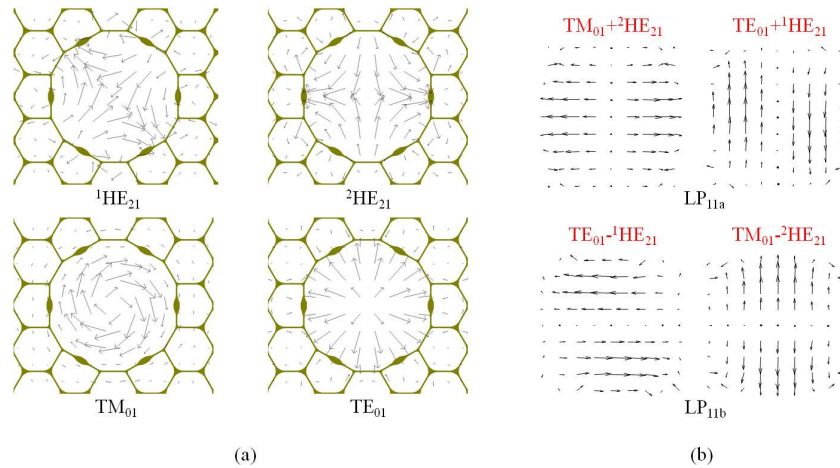 TM₀₁+²HE₂₁
TE₀₁+¹HE₂₁
¹HE₂₁
²HE₂₁
LP₁₁ₐ
TE₀₁-¹HE₂₁
TM₀₁-²HE₂₁
TM₀₁
TE₀₁
LP₁₁b
(a)
(b)